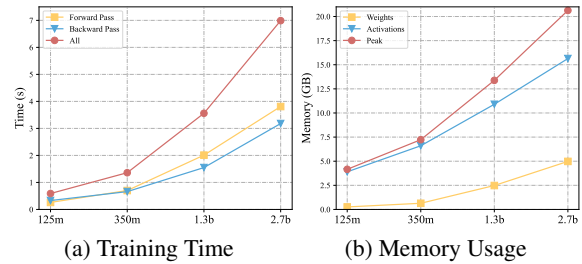 Forward Pass
Backward Pass
All
Time (s)
7
6
5
4
3
2
1
0
125m 350m 1.3b 2.7b
(a) Training Time
Weights
Activations
Peak
Memory (GB)
20.0
17.5
15.0
12.5
10.0
7.5
5.0
2.5
0.0
125m 350m 1.3b 2.7b
(b) Memory Usage